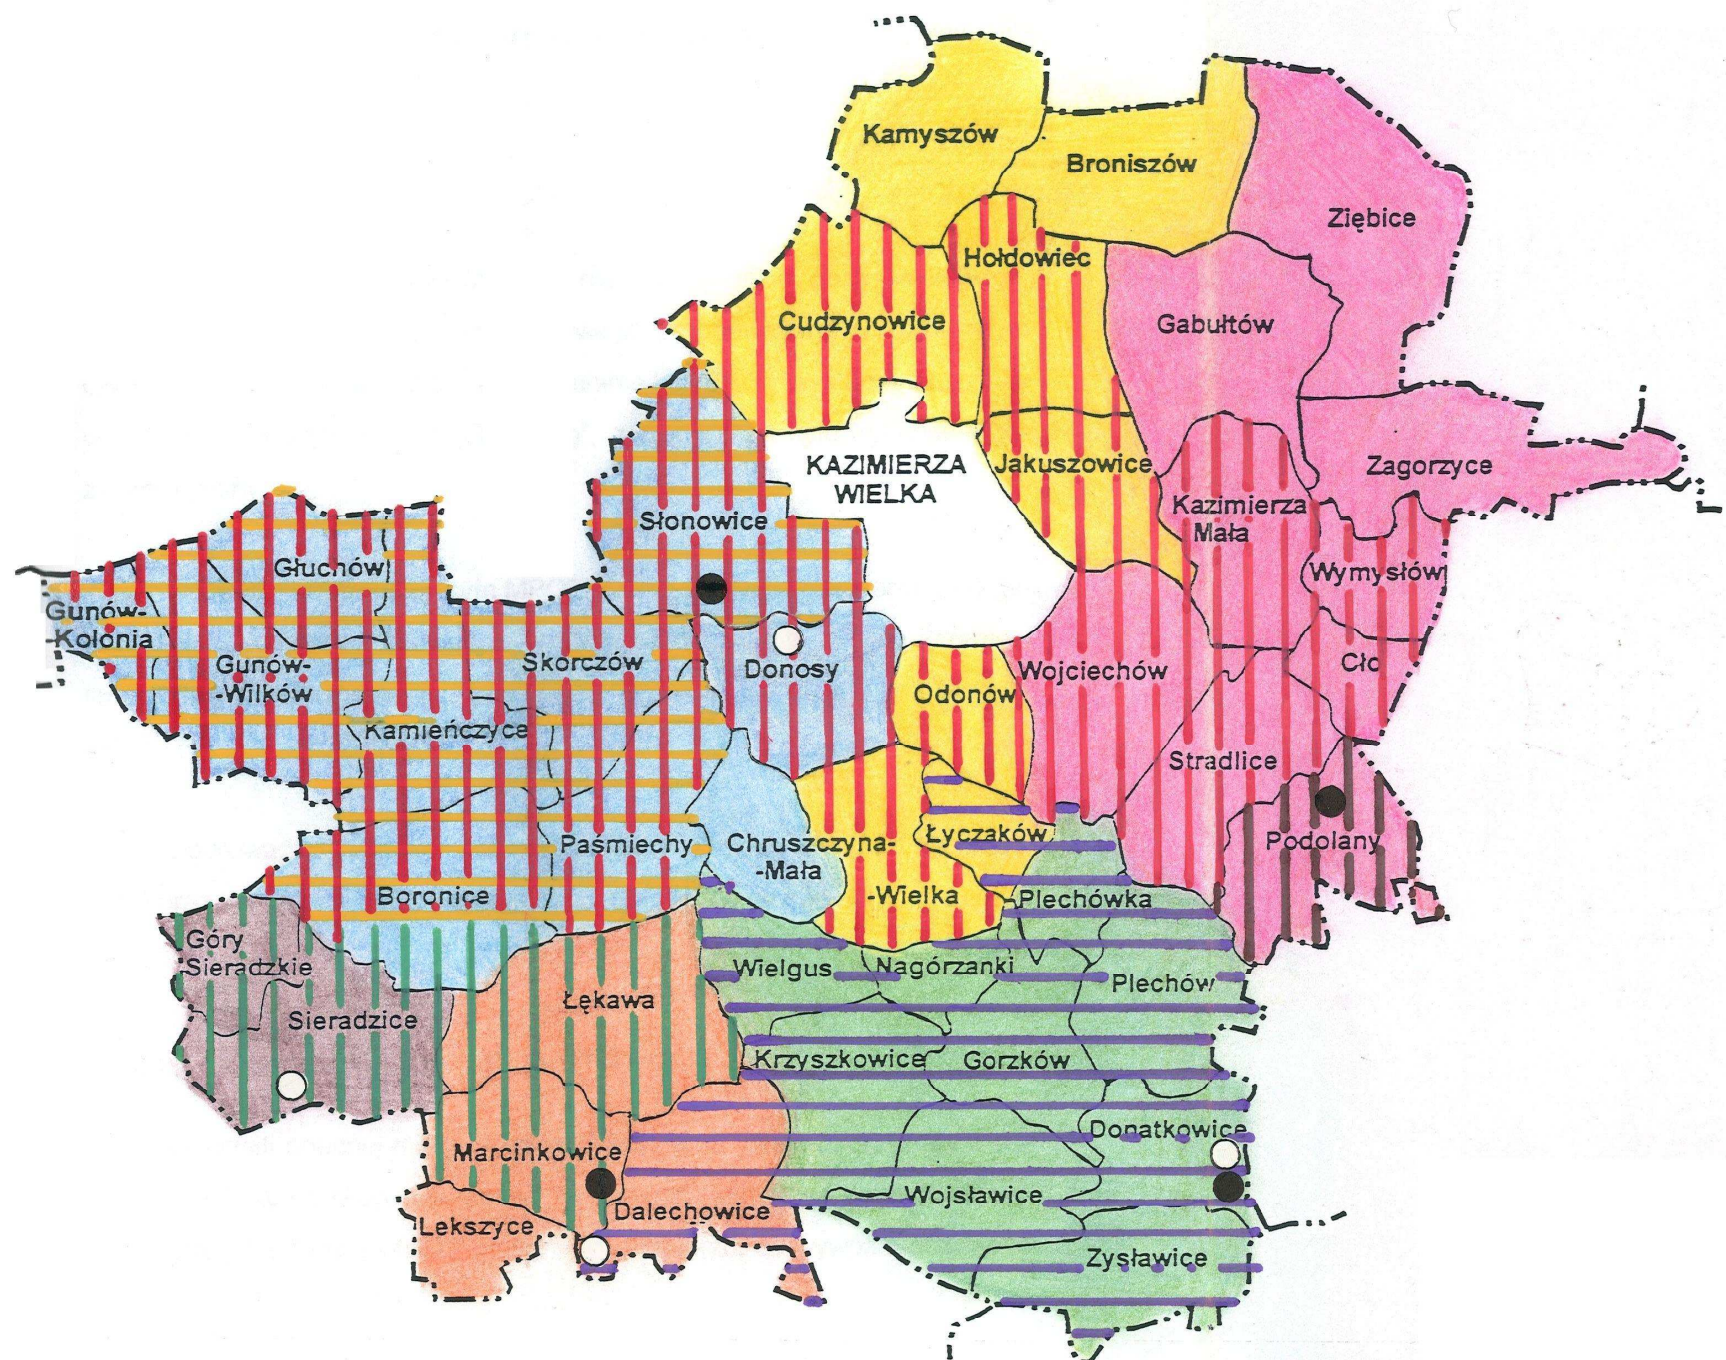 Kamyszów
Broniszów
Ziębice
Hołdowiec
Cudzynowice
Gabułtów
KAZIMIERZA
WIELKA
Jakuszowice
Zagorzyce
Kazimierza
Mała
Słonowice
Wymysłów
Głuchów
Gunów-
-Kolonia
Gunów-
-Wilków
Skorczów
Donosy
Odonów
Wojciechów
Cło
Kamieńczyce
Stradlice
Paśmiechy
Chruszczyna-
-Mała
Łyczaków
Podolany
Boronice
-Wielka
Plechówka
Góry
Sieradzkie
Wielgus
Nagórzanki
Plechów
Łękawa
Sieradzice
Krzyszkowice
Gorzków
Marcinkowice
Donatkowice
Wojsławice
Lekszyce
Dalechowice
Zysławice